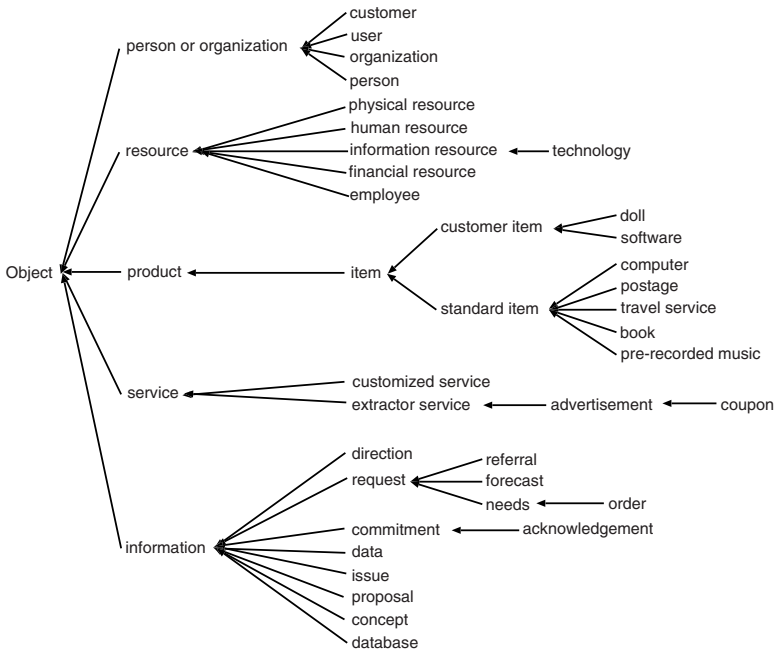 customer
person or organization
user
organization
person
physical resource
human resource
resource
information resource
technology
financial resource
employee
doll
customer item
software
computer
Object
product
item
postage
standard item
travel service
book
pre-recorded music
customized service
service
extractor service
advertisement
coupon
direction
referral
request
forecast
needs
order
commitment
acknowledgement
information
data
issue
proposal
concept
database